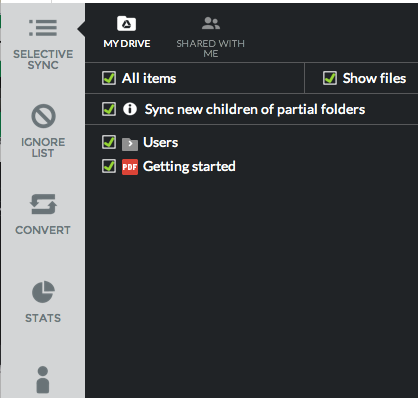 SELECTIVE
SYNC
IGNORE
LIST
CONVERT
STATS
MY DRIVE
SHARED WITH
ME
All items
Show files
Sync new children of partial folders
Users
PDF Getting started